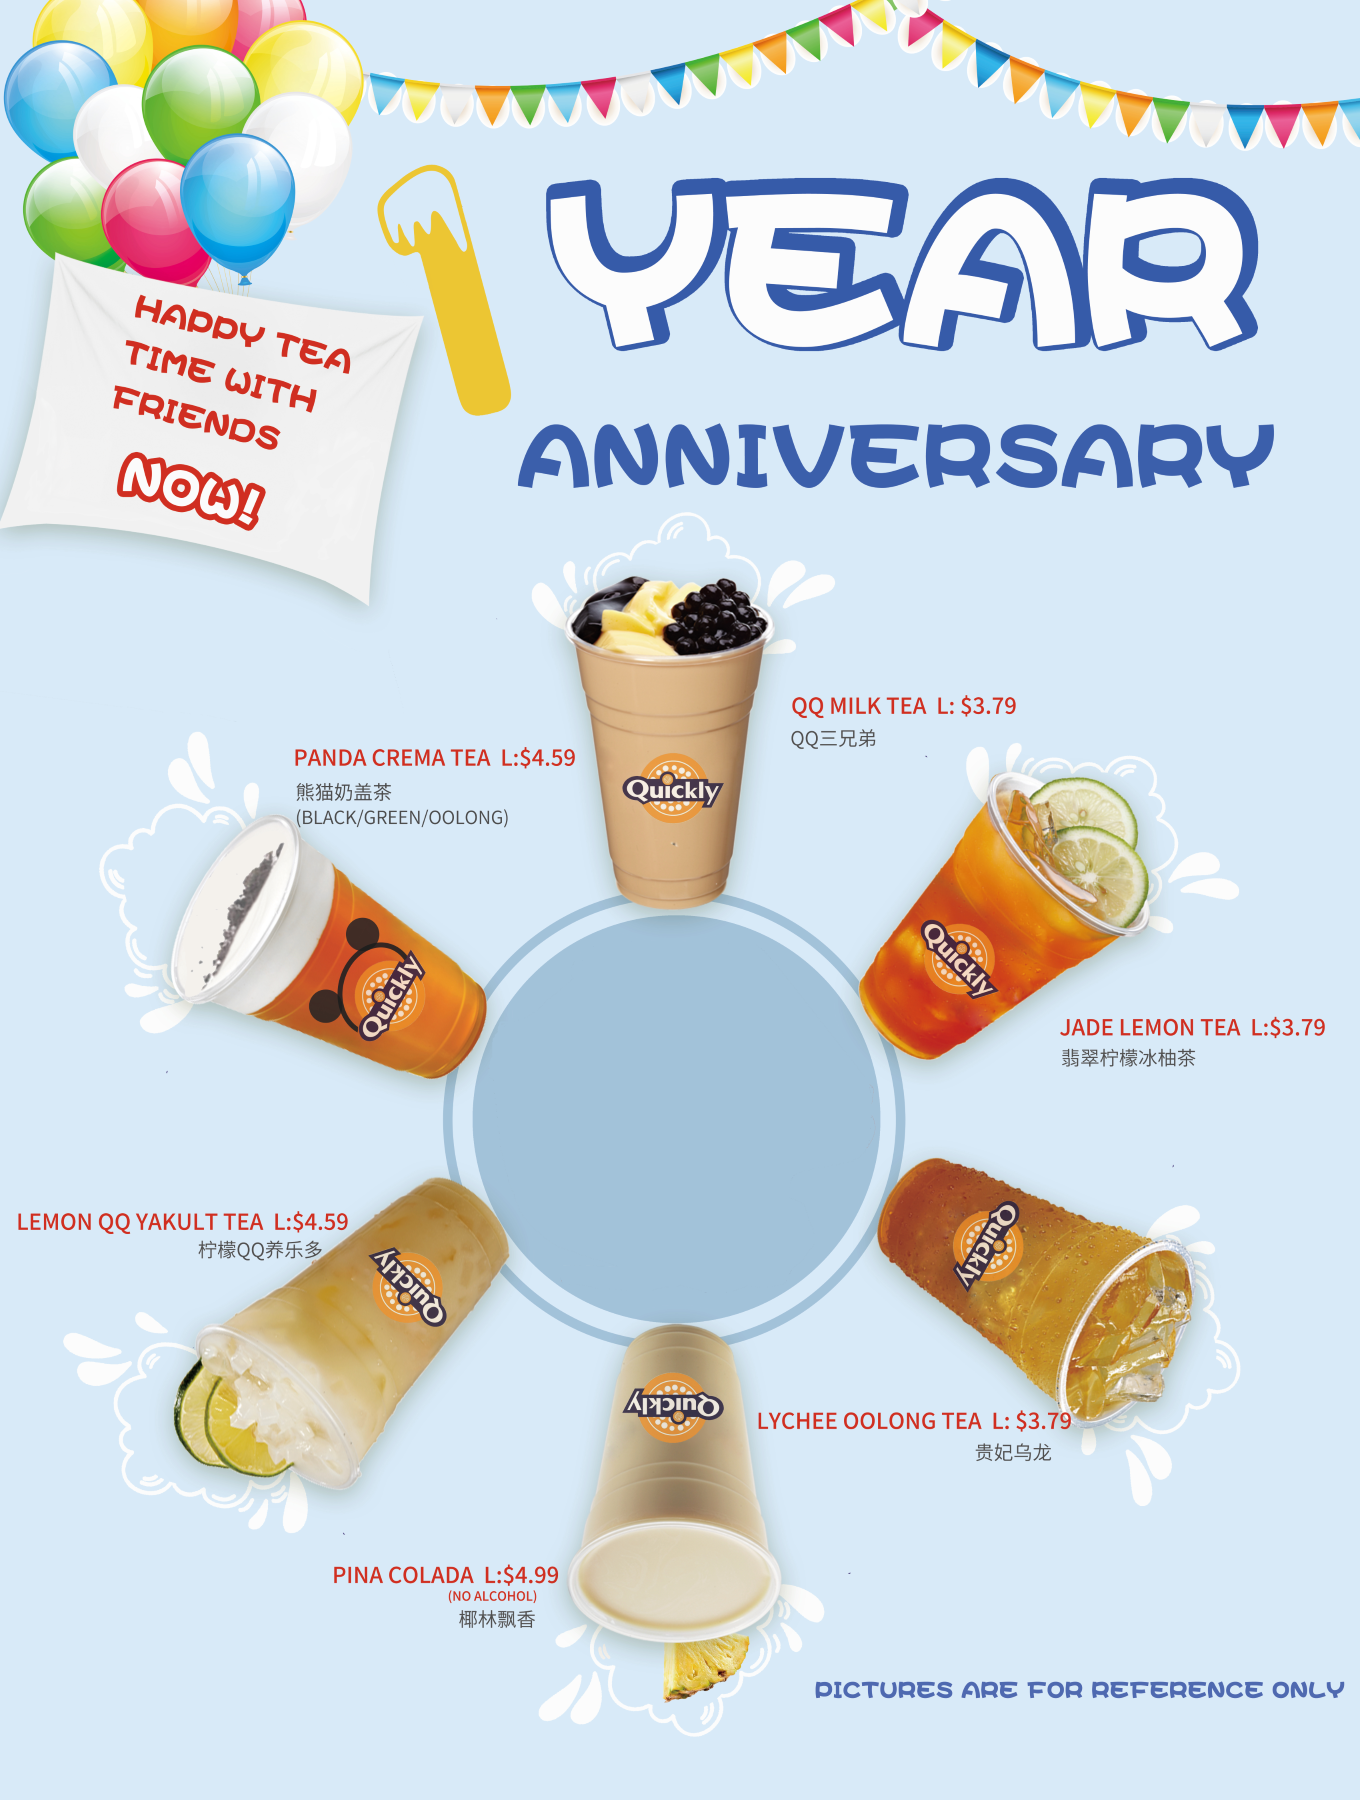 1 YEAR
ANNIVERSARY
HAPPY TEA
TIME WITH
FRIENDS
NOW!
QQ MILK TEA L: $3.79
QQ三兄弟
Quickly
PANDA CREMA TEA L:$4.59
熊猫奶盖茶
(BLACK/GREEN/OOLONG)
Quickly
Quickly
JADE LEMON TEA L:$3.79
翡翠柠檬冰柚茶
LEMON QQ YAKULT TEA L:$4.59
柠檬QQ养乐多
Quickly
Quickly
LYCHEE OOLONG TEA L: $3.79
贵妃乌龙
Quickly
PINA COLADA L:$4.99
(NO ALCOHOL)
椰林飘香
PICTURES ARE FOR REFERENCE ONLY